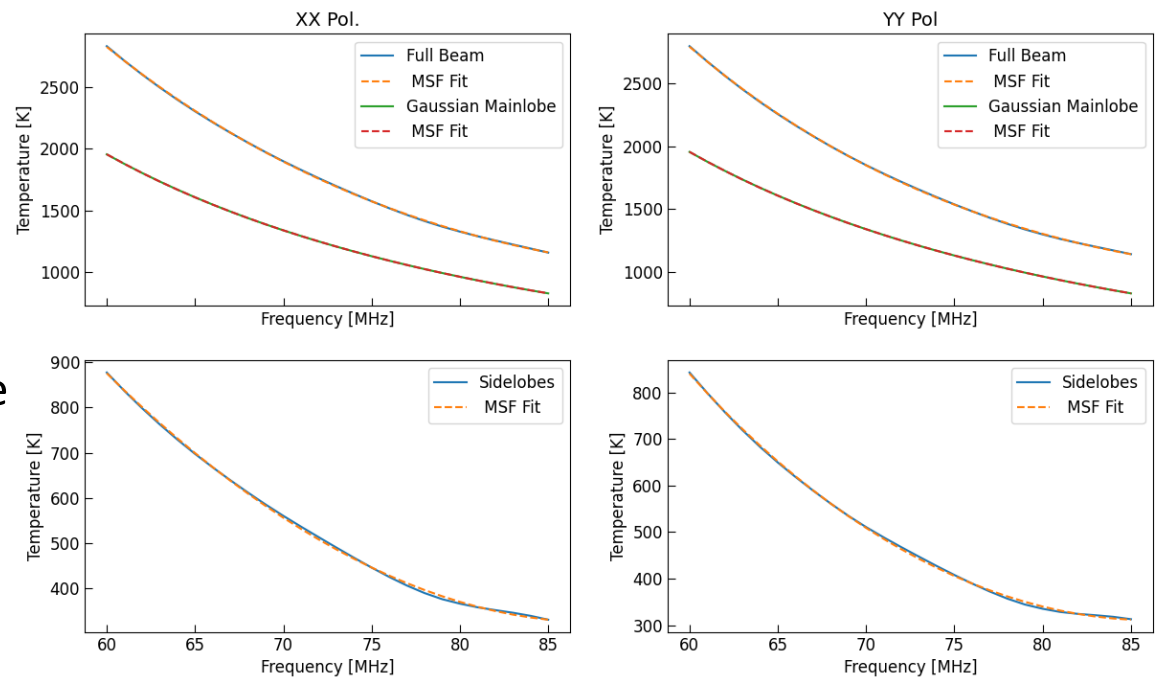 XX Pol.
Temperature [K]
2500
2000
1500
1000
Full Beam
MSF Fit
Gaussian Mainlobe
MSF Fit
Frequency [MHz]
YY Pol
Temperature [K]
2500
2000
1500
1000
Full Beam
MSF Fit
Gaussian Mainlobe
MSF Fit
Frequency [MHz]
e
Temperature [K]
900
800
700
600
500
400
Sidelobes
MSF Fit
60 65 70 75 80 85
Frequency [MHz]
Temperature [K]
800
700
600
500
400
300
Sidelobes
MSF Fit
60 65 70 75 80 85
Frequency [MHz]